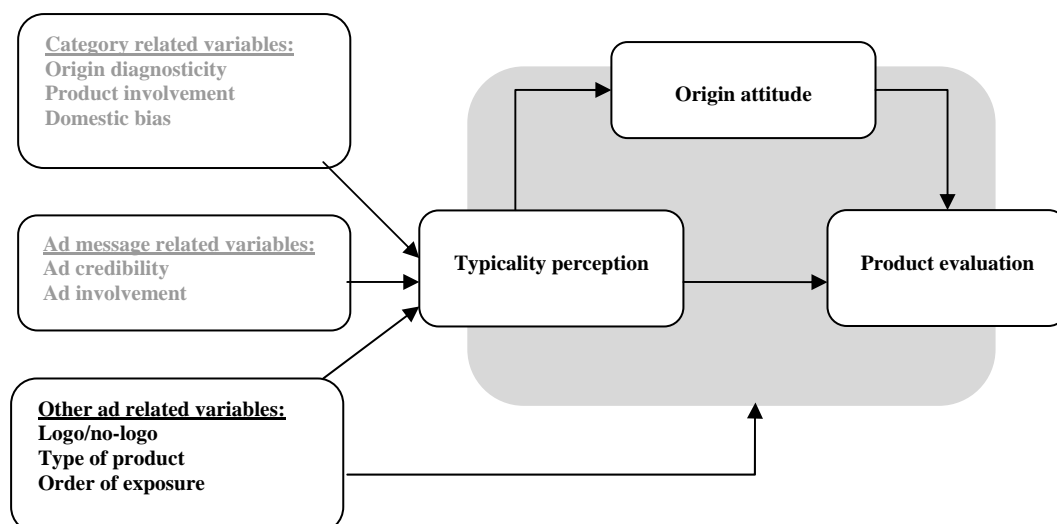 Category related variables:
Origin diagnosticity
Product involvement
Domestic bias
Origin attitude
Ad message related variables:
Ad credibility
Ad involvement
Typicality perception
Product evaluation
Other ad related variables:
Logo/no-logo
Type of product
Order of exposure